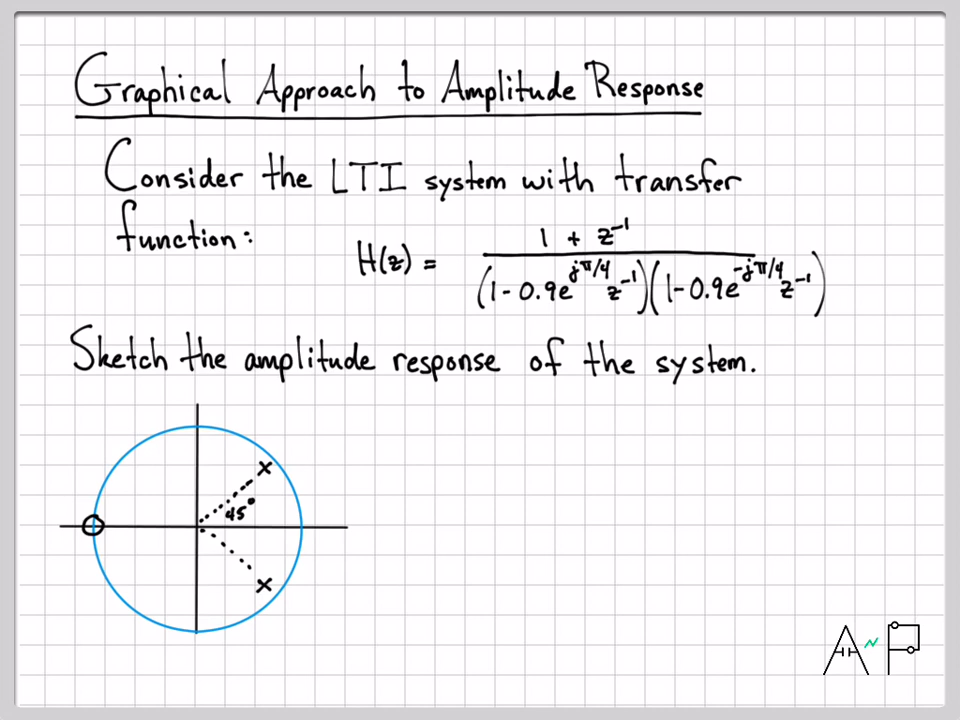 Graphical Approach to Amplitude Response
Consider the LTI system with transfer
function: H(z) = (1 + z^-1) / ((1 - 0.9e^{jπ/4} z^-1)(1 - 0.9e^{-jπ/4} z^-1))
Sketch the amplitude response of the system.
45°
A P